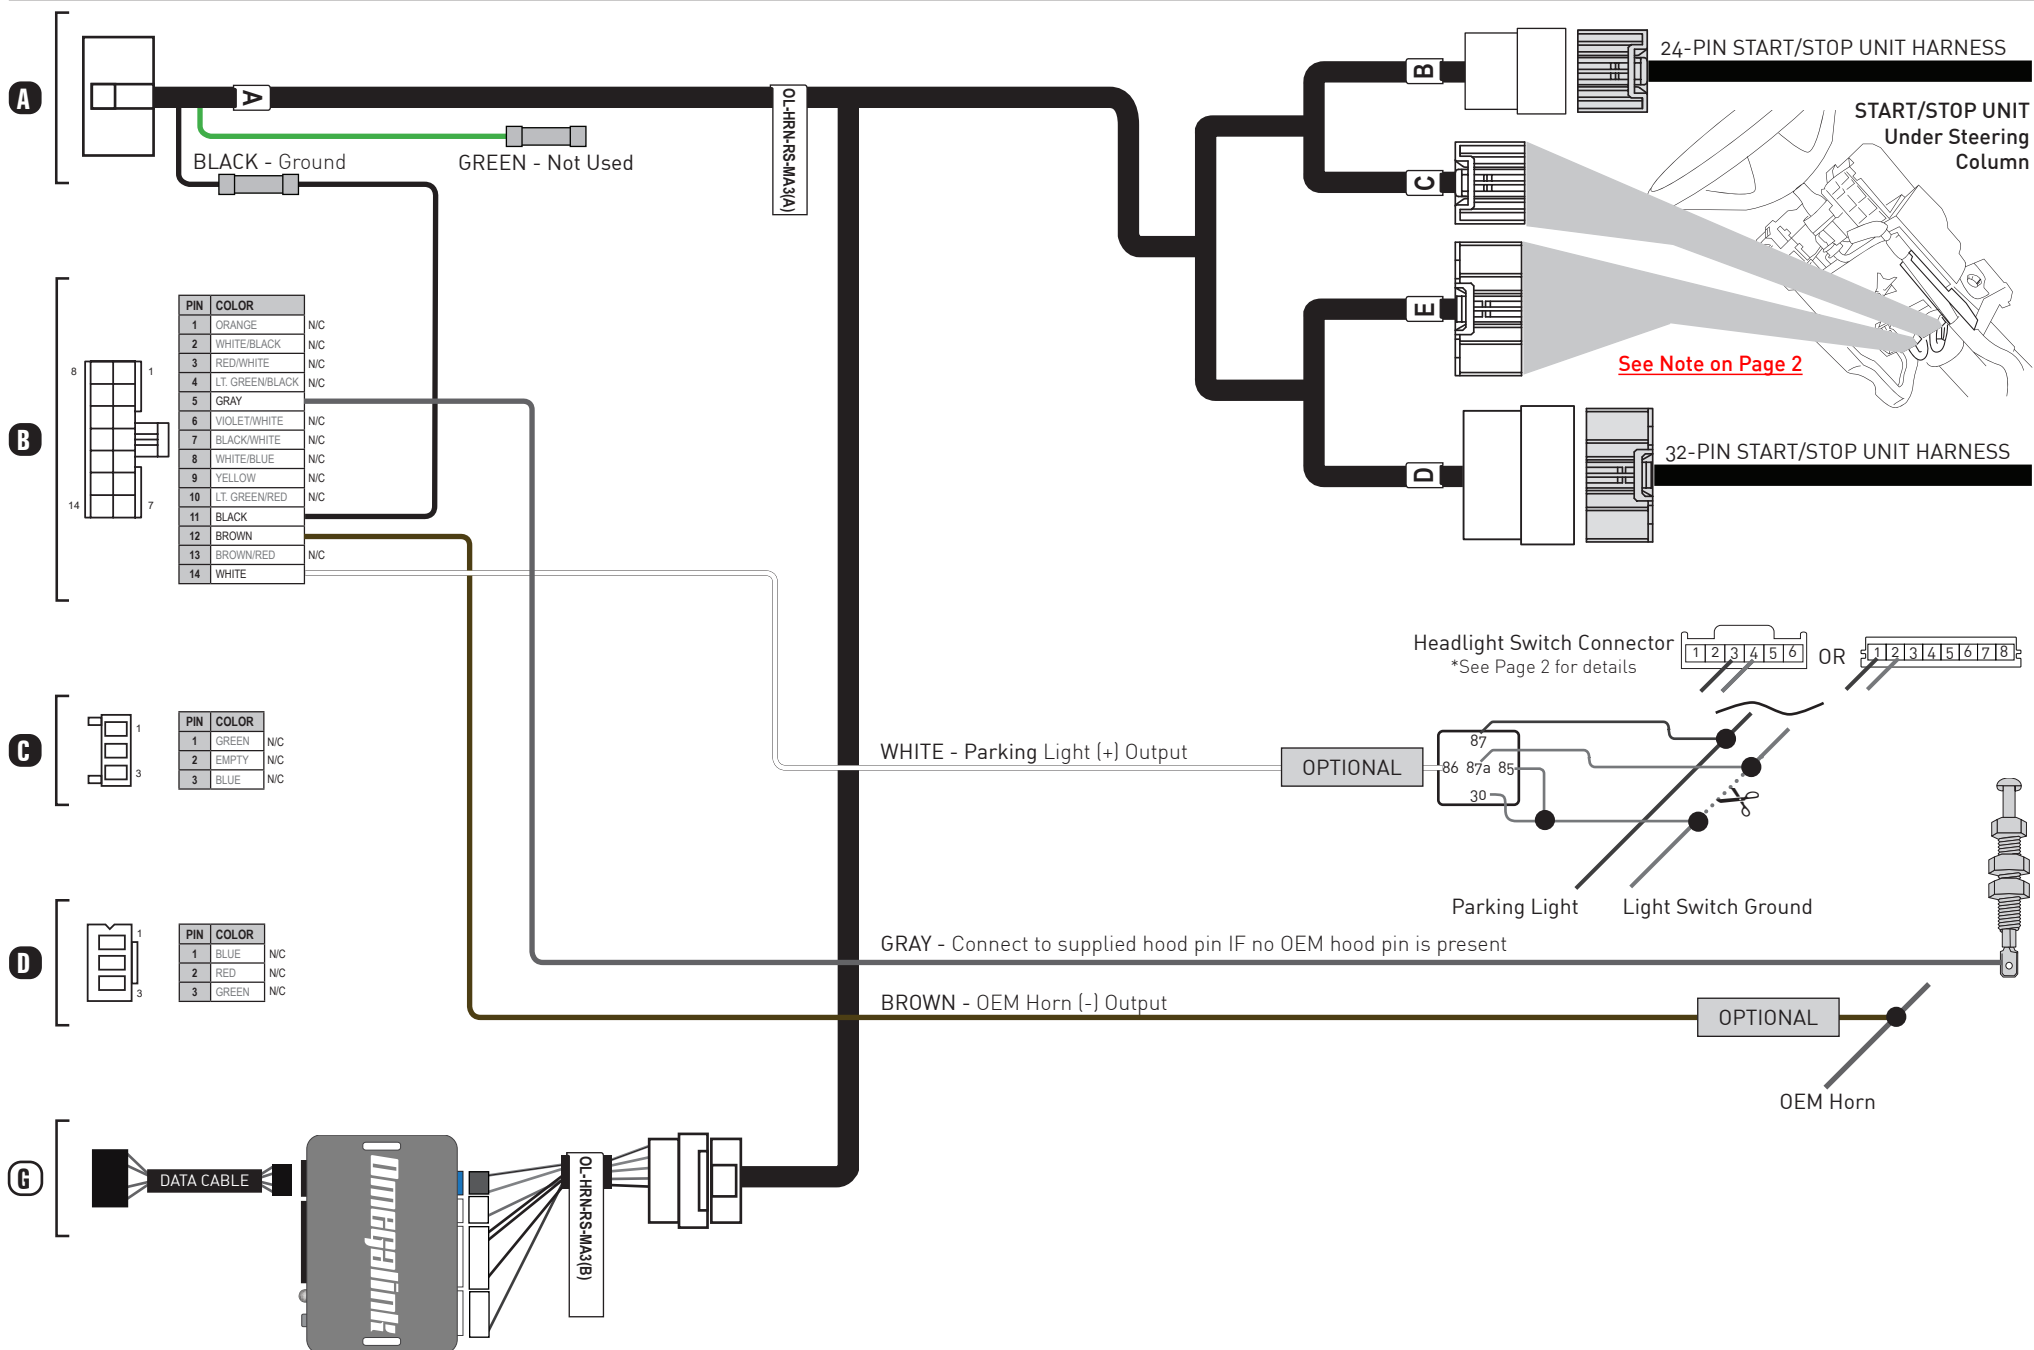 A
A
BLACK - Ground
GREEN - Not Used
OL-HRN-RS-MA3(A)
B
24-PIN START/STOP UNIT HARNESS
START/STOP UNIT
Under Steering
Column
C
E
See Note on Page 2
D
32-PIN START/STOP UNIT HARNESS
B
8 1
14 7
PIN COLOR
1 ORANGE N/C
2 WHITE/BLACK N/C
3 RED/WHITE N/C
4 LT. GREEN/BLACK N/C
5 GRAY
6 VIOLET/WHITE N/C
7 BLACK/WHITE N/C
8 WHITE/BLUE N/C
9 YELLOW N/C
10 LT. GREEN/RED N/C
11 BLACK
12 BROWN
13 BROWN/RED N/C
14 WHITE
Headlight Switch Connector
*See Page 2 for details
1 2 3 4 5 6
OR
1 2 3 4 5 6 7 8
C
1
3
PIN COLOR
1 GREEN N/C
2 EMPTY N/C
3 BLUE N/C
WHITE - Parking Light (+) Output
OPTIONAL
87
86 87a 85
30
Parking Light
Light Switch Ground
D
1
3
PIN COLOR
1 BLUE N/C
2 RED N/C
3 GREEN N/C
GRAY - Connect to supplied hood pin IF no OEM hood pin is present
BROWN - OEM Horn (-) Output
OPTIONAL
OEM Horn
G
DATA CABLE
Omegalink
OL-HRN-RS-MA3(B)